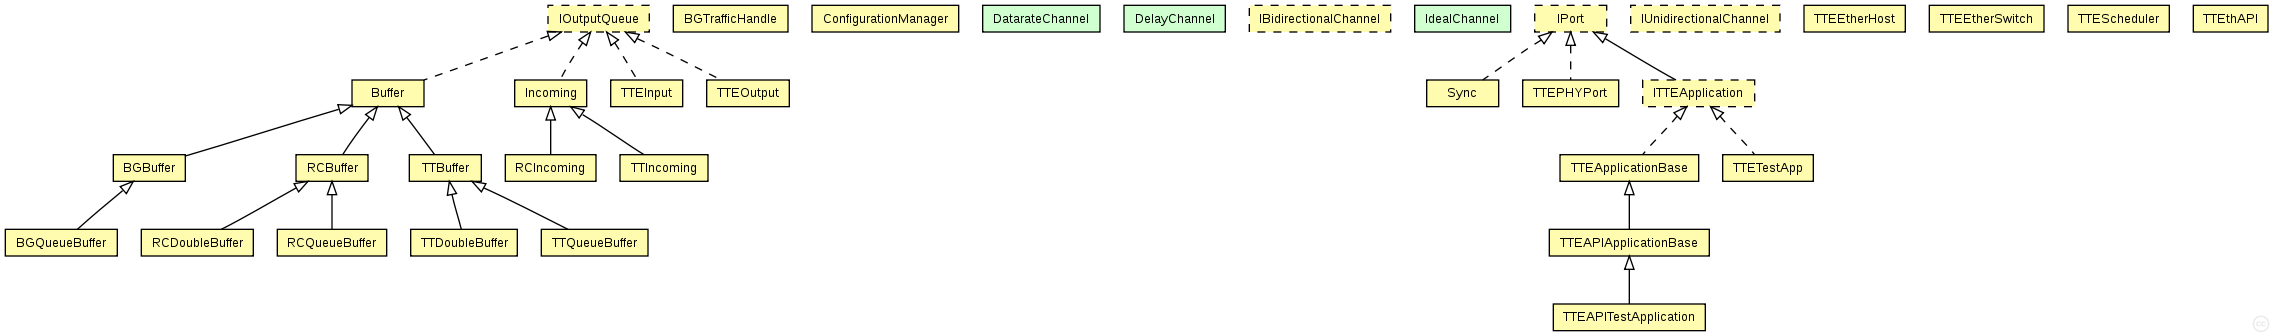 IOutputQueue
BGTrafficHandle
ConfigurationManager
DatarateChannel
DelayChannel
IBidirectionalChannel
IdealChannel
IPort
IUnidirectionalChannel
TTEEtherHost
TTEEtherSwitch
TTEScheduler
TTEthAPI
Buffer
Incoming
TTEInput
TTEOutput
Sync
TTEPHYPort
ITTEApplication
BGBuffer
RCBuffer
TTBuffer
RCIncoming
TTIncoming
TTEApplicationBase
TTETestApp
BGQueueBuffer
RCDoubleBuffer
RCQueueBuffer
TTDoubleBuffer
TTQueueBuffer
TTEAPIApplicationBase
TTEAPITestApplication
cc